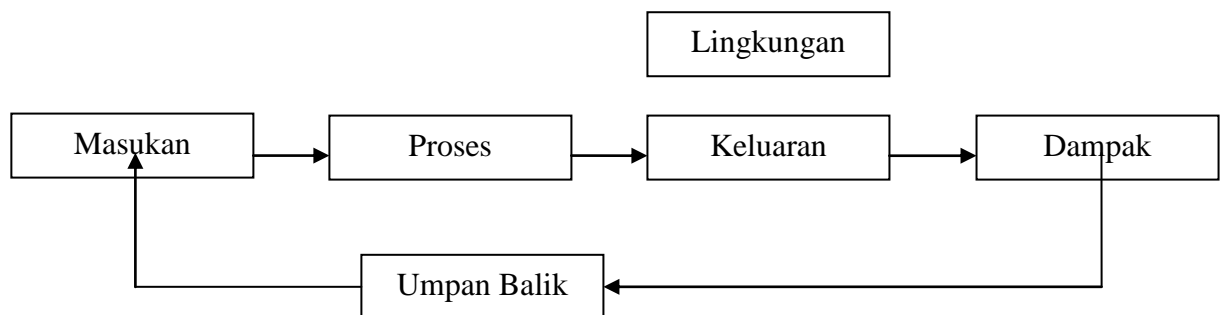 Lingkungan
Masukan
Proses
Keluaran
Dampak
Umpan Balik